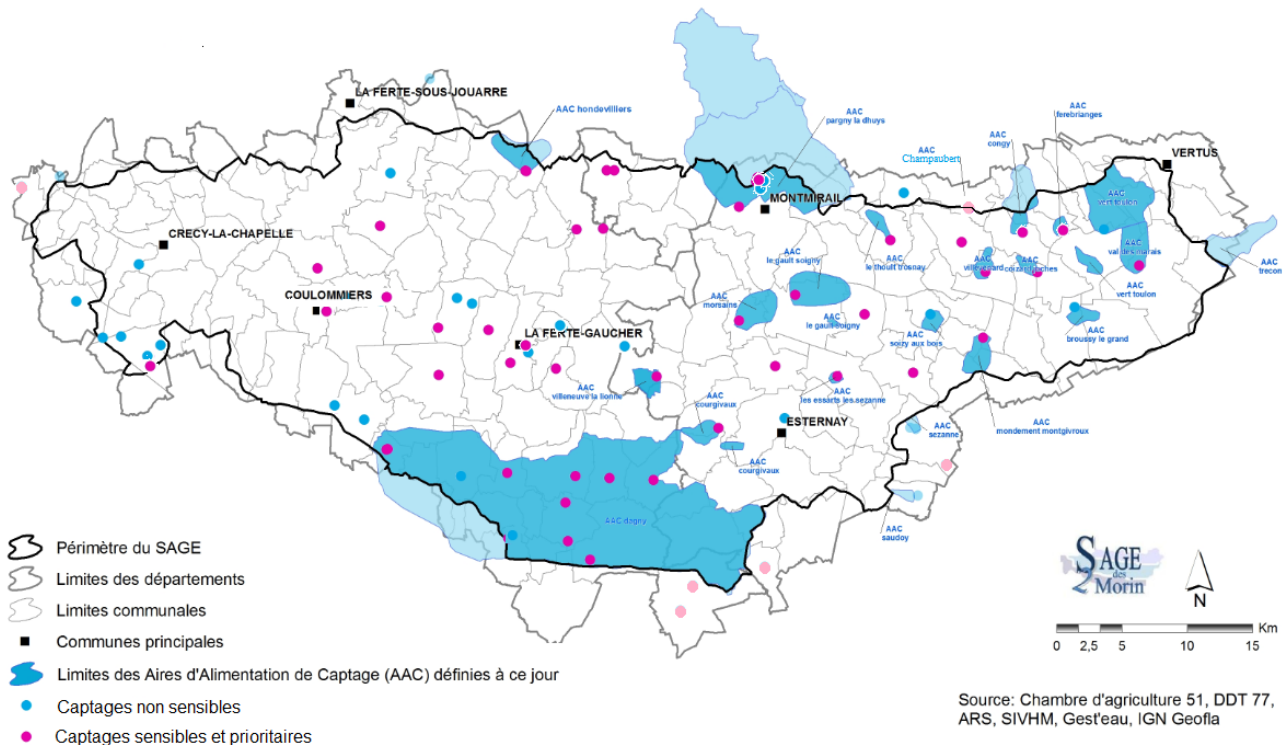 LA FERTE-SOUS-JOUARRE
AAC hondevilliers
AAC
pargny la dhuys
AAC
ferebrianges
AAC
congy
AAC
Champaubert
VERTUS
MONTMIRAIL
CRECY-LA-CHAPELLE
AAC
vert toulon
AAC
val des marais
AAC
trecon
AAC
le gault soigny
AAC
le thoult trosnay
AAC
villevenard
AAC
coizard joches
AAC
vert toulon
COULOMMIERS
AAC
morsains
AAC
le gault soigny
LA FERTE-GAUCHER
AAC
soizy aux bois
AAC
broussy le grand
AAC
villeneuve la lionne
AAC
courgivaux
AAC
les essarts les sezanne
ESTERNAY
AAC
sezanne
AAC
mondement montgivroux
AAC
courgivaux
AAC dagny
AAC
saudoy
Périmètre du SAGE
Limites des départements
Limites communales
Communes principales
Limites des Aires d'Alimentation de Captage (AAC) définies à ce jour
Captages non sensibles
Captages sensibles et prioritaires
SAGE
des
2 Morin
N
Km
0 2,5 5 10 15
Source: Chambre d'agriculture 51, DDT 77,
ARS, SIVHM, Gest'eau, IGN Geofla